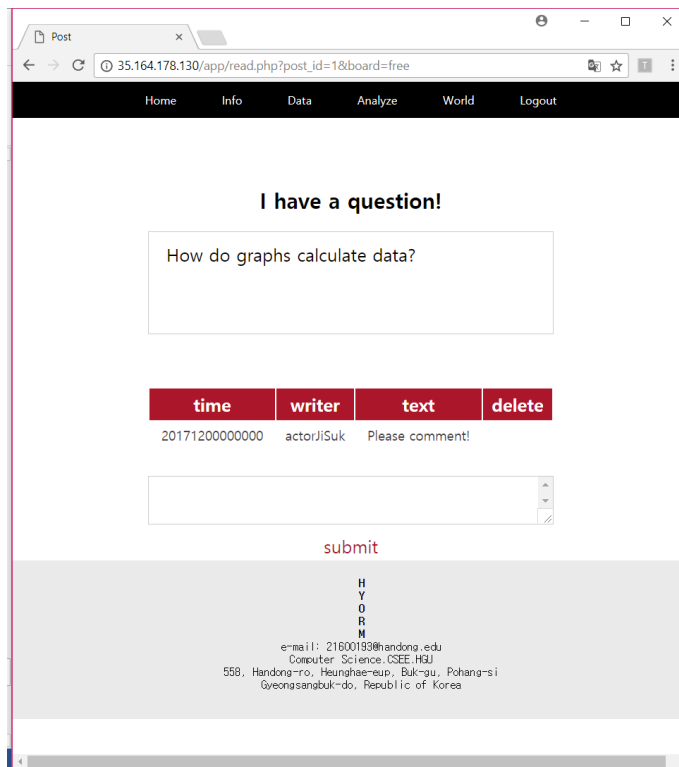 Post
35.164.178.130/app/read.php?post_id=1&board=free
T
Home Info Data Analyze World Logout
I have a question!
How do graphs calculate data?
time writer text delete
20171200000000 actorJiSuk Please comment!
submit
H
Y
O
R
M
e-mail: 21600193@handong.edu
Computer Science.CSEE.HGU
558, Handong-ro, Heunghae-eup, Buk-gu, Pohang-si
Gyeongsangbuk-do, Republic of Korea